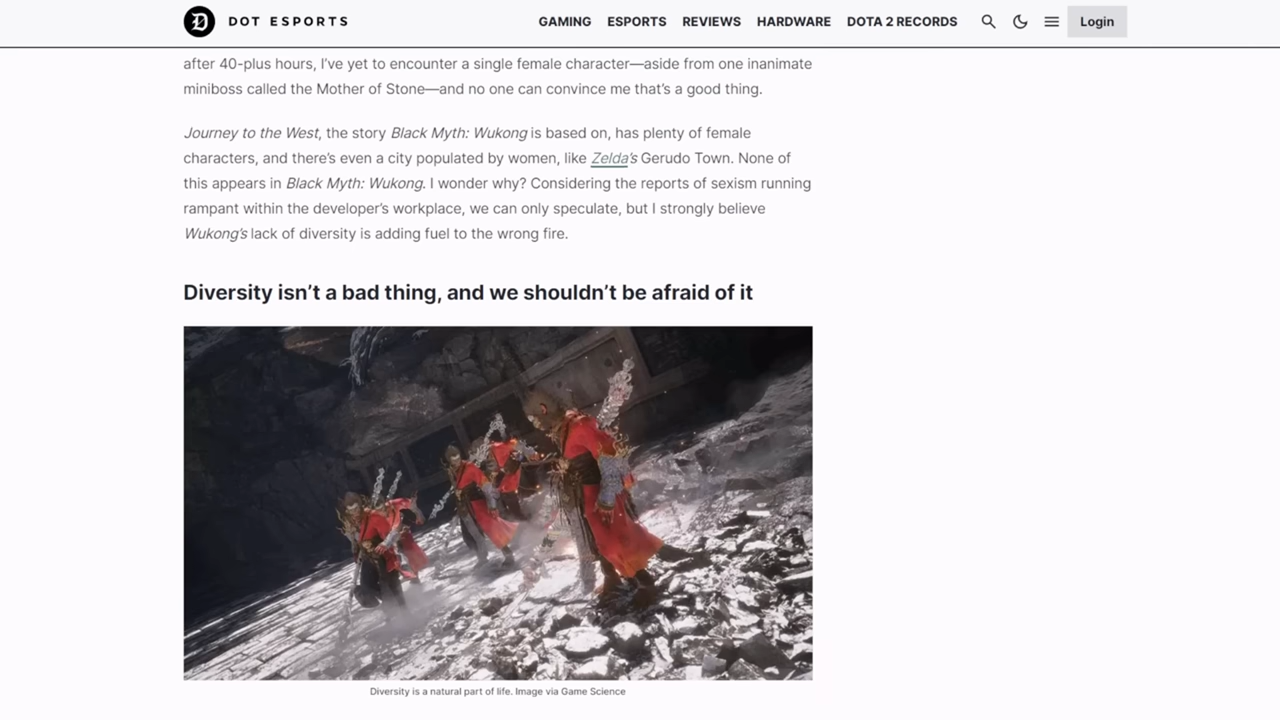 DOT ESPORTS GAMING ESPORTS REVIEWS HARDWARE DOTA 2 RECORDS Login
after 40-plus hours, I’ve yet to encounter a single female character—aside from one inanimate
miniboss called the Mother of Stone—and no one can convince me that’s a good thing.
Journey to the West, the story Black Myth: Wukong is based on, has plenty of female
characters, and there’s even a city populated by women, like Zelda’s Gerudo Town. None of
this appears in Black Myth: Wukong. I wonder why? Considering the reports of sexism running
rampant within the developer’s workplace, we can only speculate, but I strongly believe
Wukong’s lack of diversity is adding fuel to the wrong fire.
Diversity isn’t a bad thing, and we shouldn’t be afraid of it
Diversity is a natural part of life. Image via Game Science